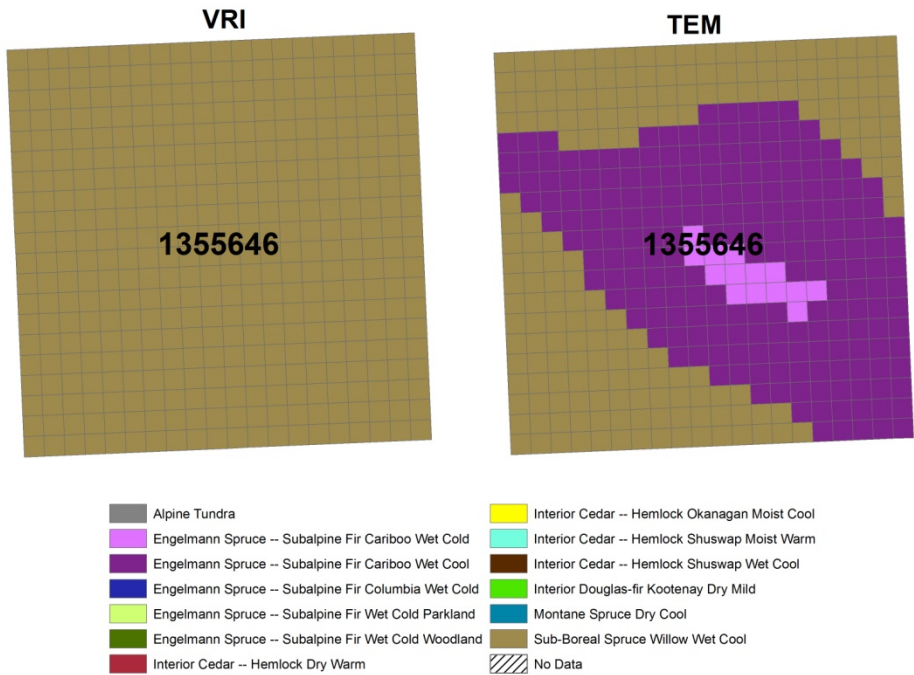 VRI
TEM
1355646
1355646
Alpine Tundra
Engelmann Spruce -- Subalpine Fir Cariboo Wet Cold
Engelmann Spruce -- Subalpine Fir Cariboo Wet Cool
Engelmann Spruce -- Subalpine Fir Columbia Wet Cold
Engelmann Spruce -- Subalpine Fir Wet Cold Parkland
Engelmann Spruce -- Subalpine Fir Wet Cold Woodland
Interior Cedar -- Hemlock Dry Warm
Interior Cedar -- Hemlock Okanagan Moist Cool
Interior Cedar -- Hemlock Shuswap Moist Warm
Interior Cedar -- Hemlock Shuswap Wet Cool
Interior Douglas-fir Kootenay Dry Mild
Montane Spruce Dry Cool
Sub-Boreal Spruce Willow Wet Cool
No Data